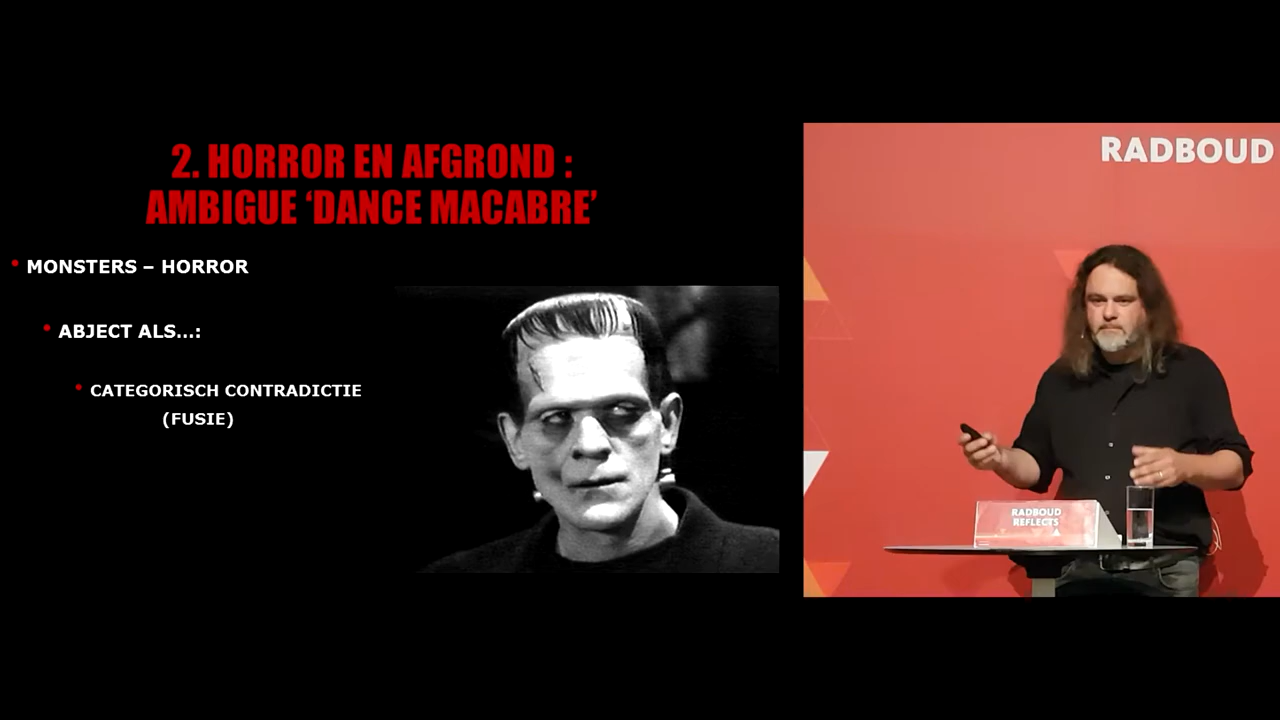 2. HORROR EN AFGROND :
AMBIGUE ‘DANCE MACABRE’
• MONSTERS – HORROR
• ABJECT ALS...:
• CATEGORISCH CONTRADICTIE
(FUSIE)
RADBOUD
RADBOUD
REFLECTS